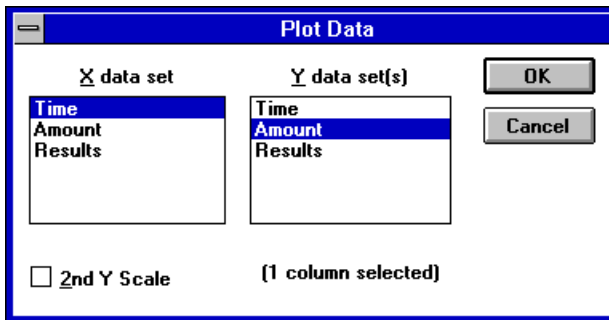 Plot Data
X data set
Time
Amount
Results
Y data set(s)
Time
Amount
Results
OK
Cancel
2nd Y Scale
(1 column selected)